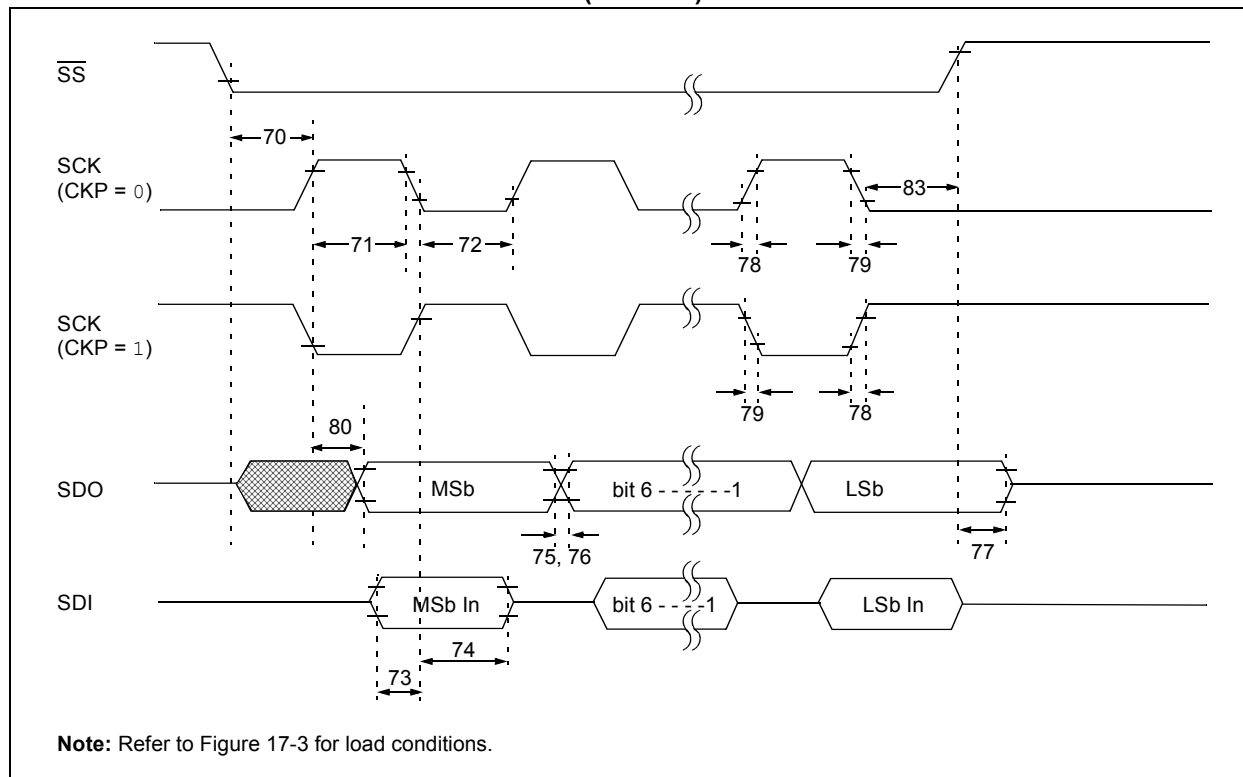 SS
70
SCK
(CKP = 0)
83
71
72
78
79
SCK
(CKP = 1)
79
78
80
SDO
MSb
bit 6 - - - - - - -1
LSb
75, 76
77
SDI
MSb In
bit 6 - - - - -1
LSb In
74
73
Note: Refer to Figure 17-3 for load conditions.